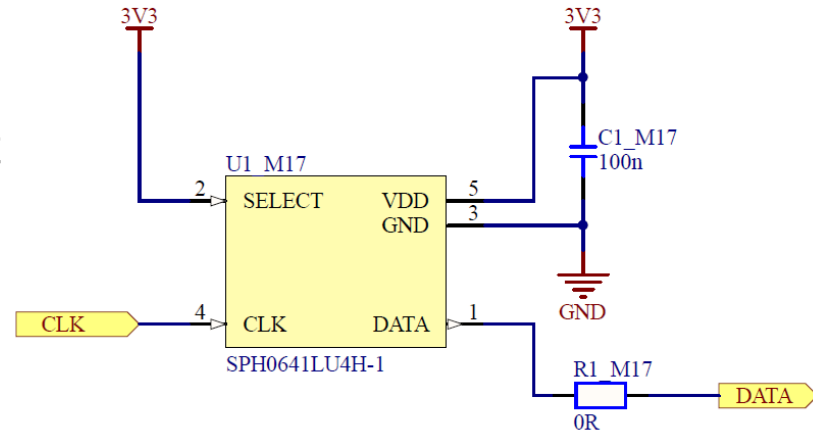 3V3
3V3
C1_M17
100n
U1_M17
2
SELECT
VDD
5
GND
3
GND
CLK
4
CLK
DATA
1
SPH0641LU4H-1
R1_M17
DATA
0R